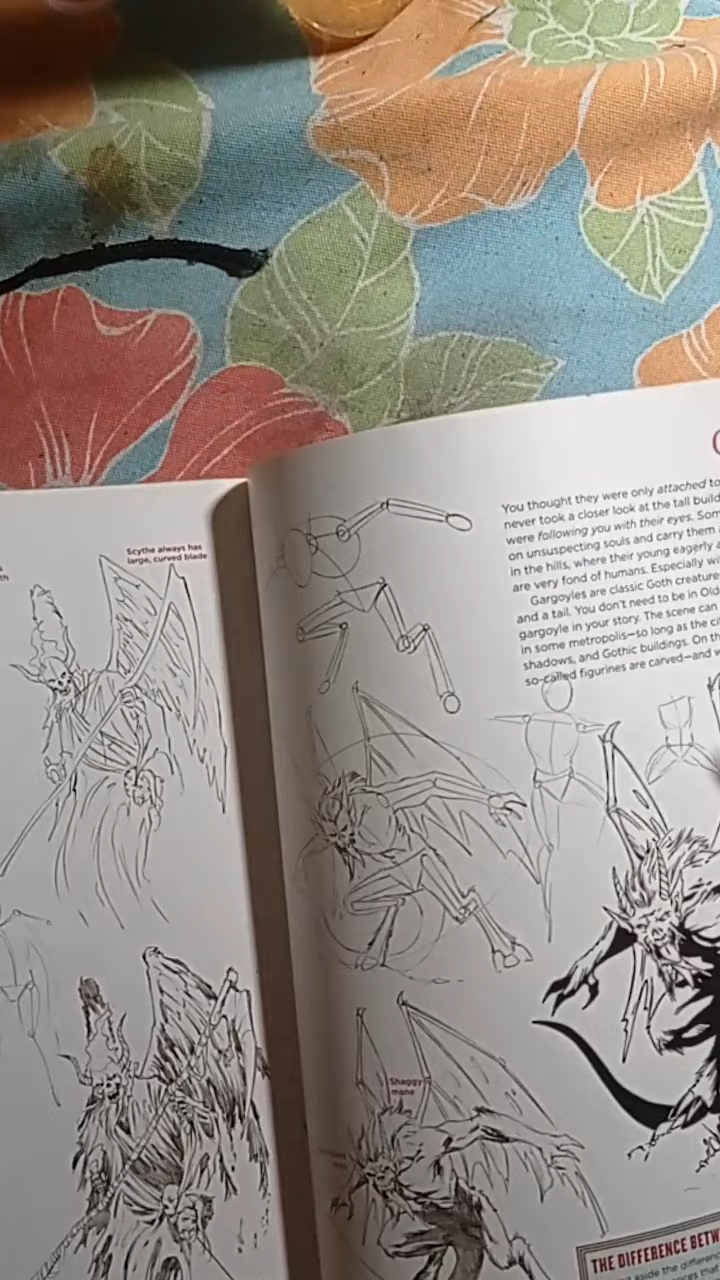 th
Scythe always has
large, curved blade
You thought they were only attached to
never took a closer look at the tall build
were following you with their eyes. Som
on unsuspecting souls and carry them
in the hills, where their young eagerly a
are very fond of humans. Especially wi
Gargoyles are classic Goth creature
and a tail. You don't need to be in Old
gargoyle in your story. The scene can
in some metropolis—so long as the ci
shadows, and Gothic buildings. On th
so-called figurines are carved—and w
Shaggy
mane
THE DIFFERENCE BETW
side the differen